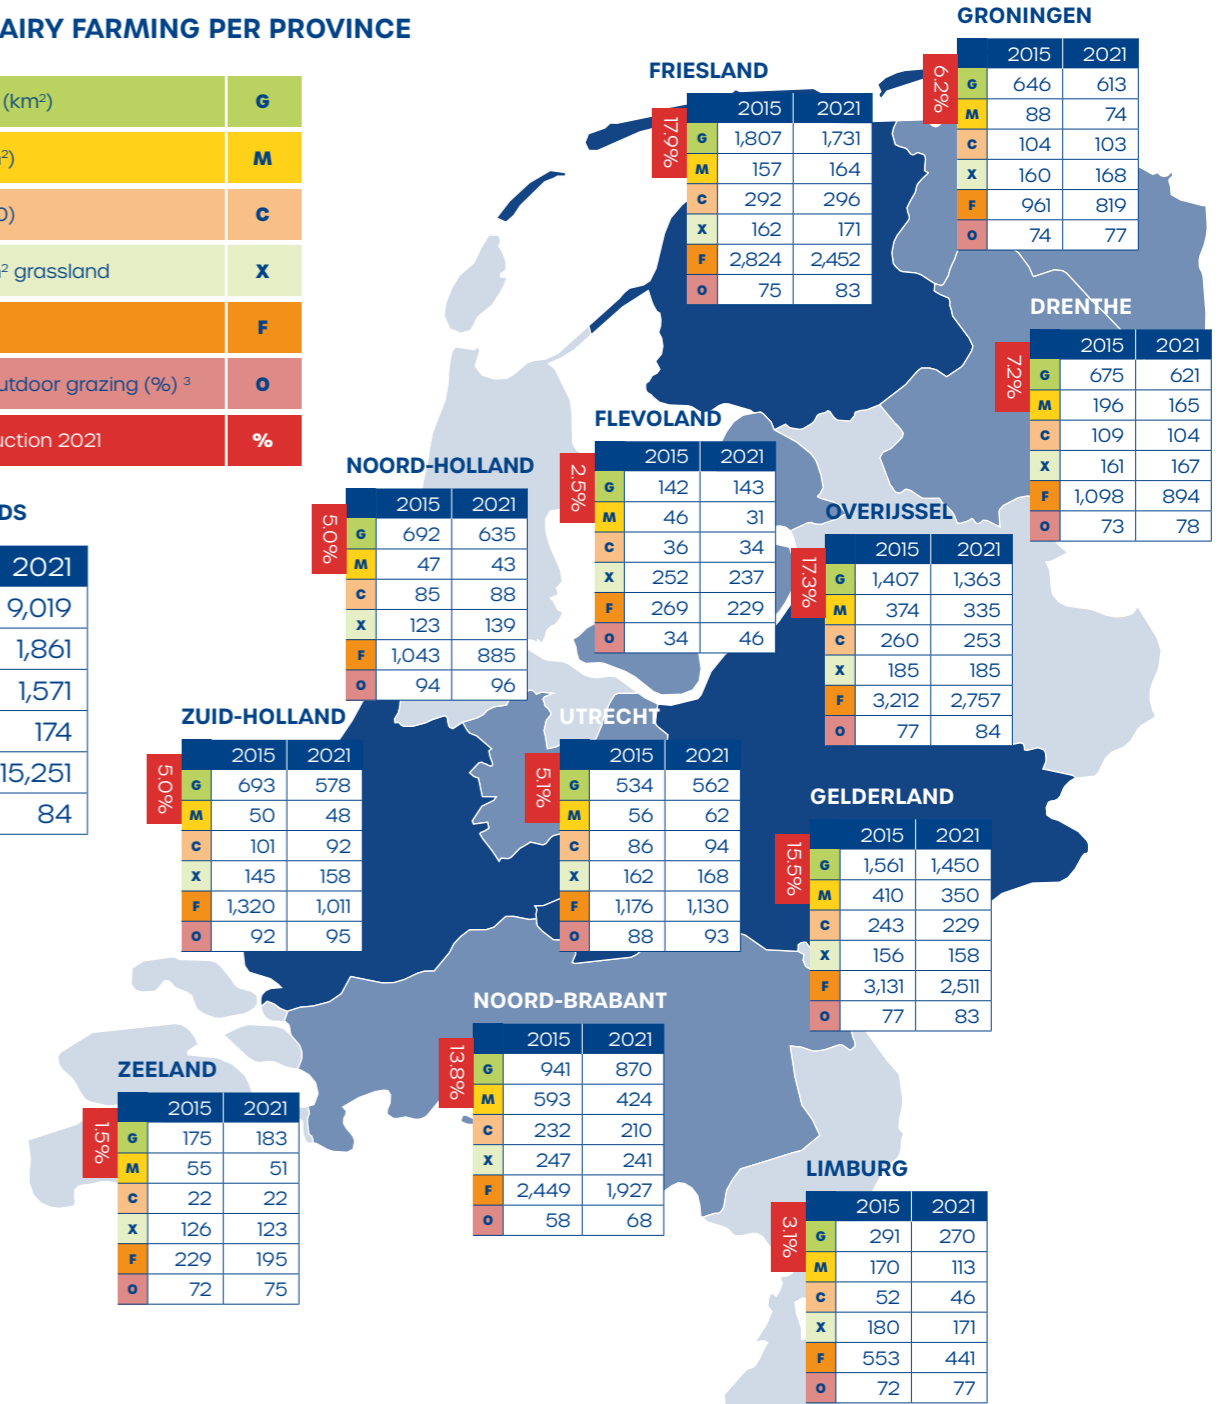 AIRY FARMING PER PROVINCE
(km²) G
²) M
0) C
² grassland X
F
utdoor grazing (%) ³ O
uction 2021 %
DS
2021
9,019
1,861
1,571
174
15,251
84
GRONINGEN
6.2%
2015 2021
G 646 613
M 88 74
C 104 103
X 160 168
F 961 819
O 74 77
FRIESLAND
17.9%
2015 2021
G 1,807 1,731
M 157 164
C 292 296
X 162 171
F 2,824 2,452
O 75 83
DRENTHE
7.2%
2015 2021
G 675 621
M 196 165
C 109 104
X 161 167
F 1,098 894
O 73 78
FLEVOLAND
2.5%
2015 2021
G 142 143
M 46 31
C 36 34
X 252 237
F 269 229
O 34 46
NOORD-HOLLAND
5.0%
2015 2021
G 692 635
M 47 43
C 85 88
X 123 139
F 1,043 885
O 94 96
OVERIJSSEL
17.3%
2015 2021
G 1,407 1,363
M 374 335
C 260 253
X 185 185
F 3,212 2,757
O 77 84
ZUID-HOLLAND
5.0%
2015 2021
G 693 578
M 50 48
C 101 92
X 145 158
F 1,320 1,011
O 92 95
UTRECHT
5.1%
2015 2021
G 534 562
M 56 62
C 86 94
X 162 168
F 1,176 1,130
O 88 93
GELDERLAND
15.5%
2015 2021
G 1,561 1,450
M 410 350
C 243 229
X 156 158
F 3,131 2,511
O 77 83
NOORD-BRABANT
13.8%
2015 2021
G 941 870
M 593 424
C 232 210
X 247 241
F 2,449 1,927
O 58 68
ZEELAND
1.5%
2015 2021
G 175 183
M 55 51
C 22 22
X 126 123
F 229 195
O 72 75
LIMBURG
3.1%
2015 2021
G 291 270
M 170 113
C 52 46
X 180 171
F 553 441
O 72 77